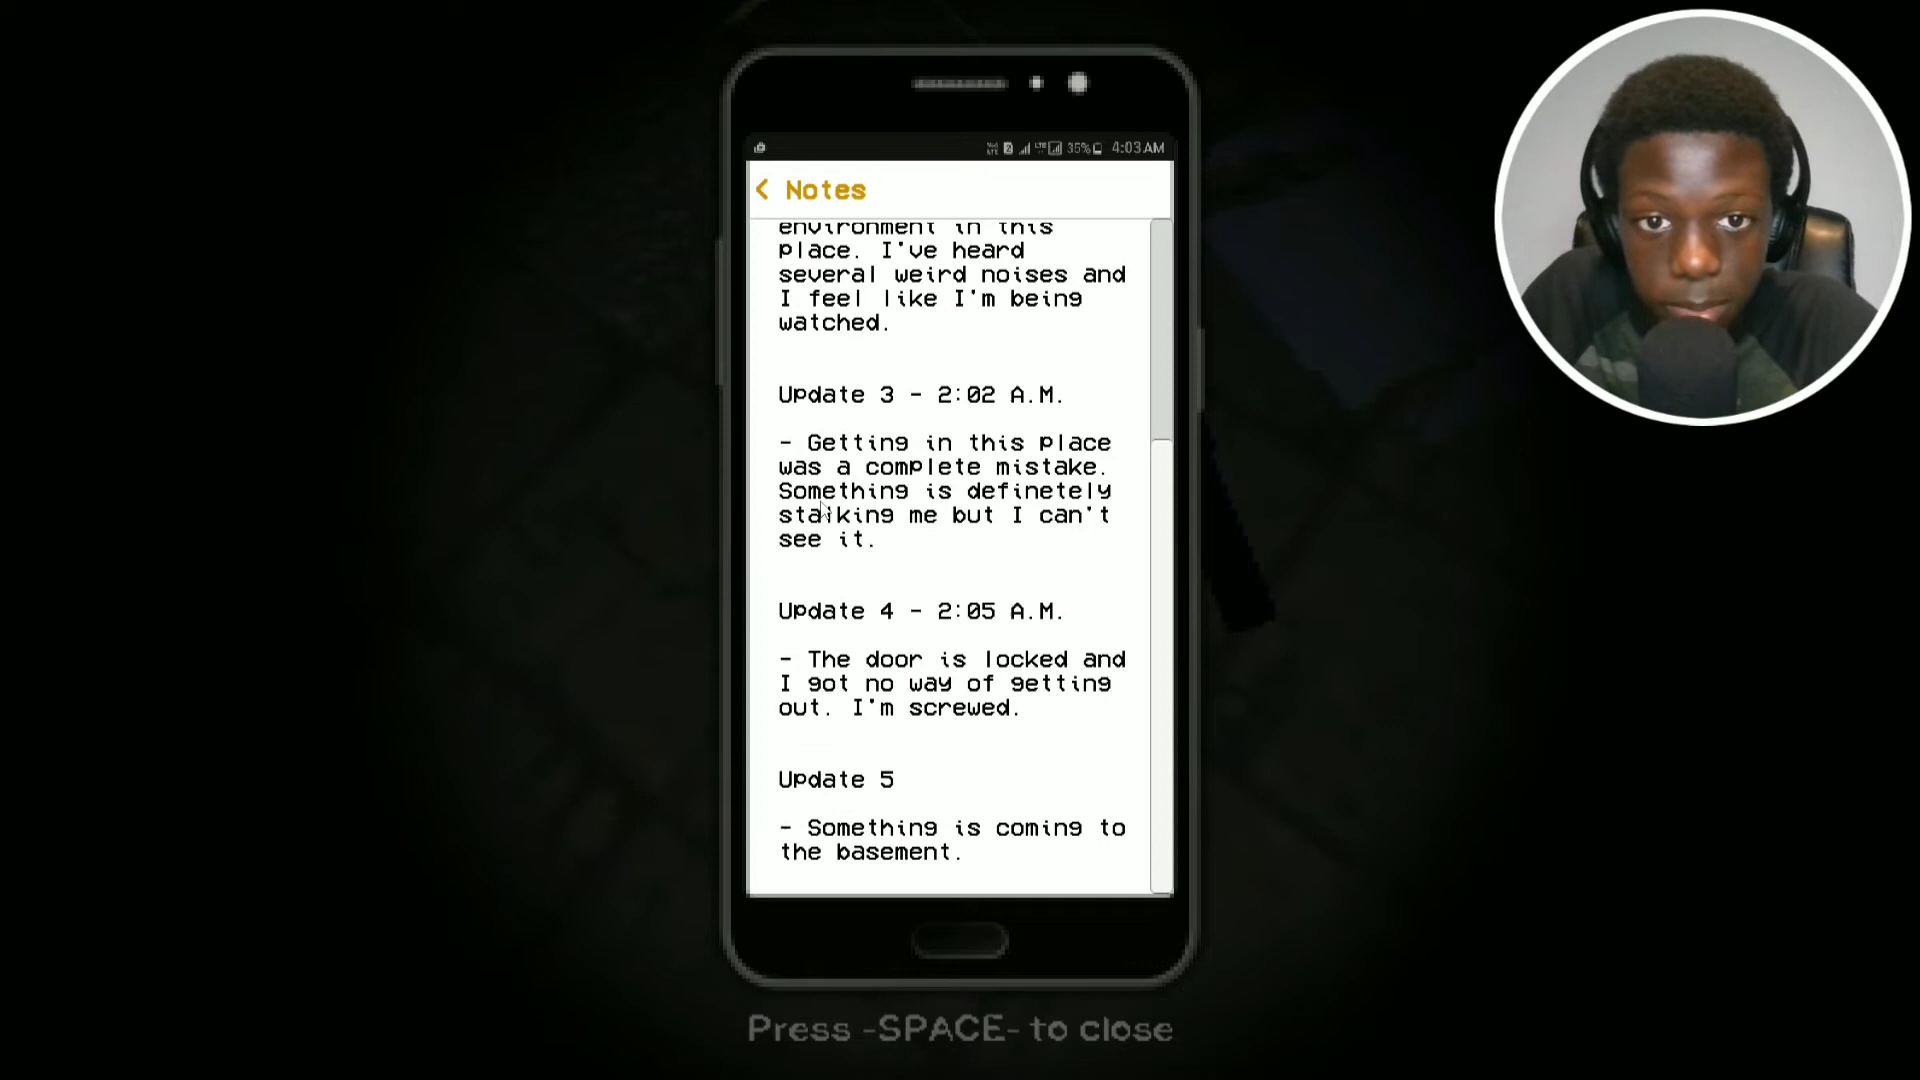 35% 4:03 AM
< Notes
environment in this
place. I've heard
several weird noises and
I feel like I'm being
watched.
Update 3 - 2:02 A.M.
- Getting in this place
was a complete mistake.
Something is definetely
stalking me but I can't
see it.
Update 4 - 2:05 A.M.
- The door is locked and
I got no way of getting
out. I'm screwed.
Update 5
- Something is coming to
the basement.
Press -SPACE- to close